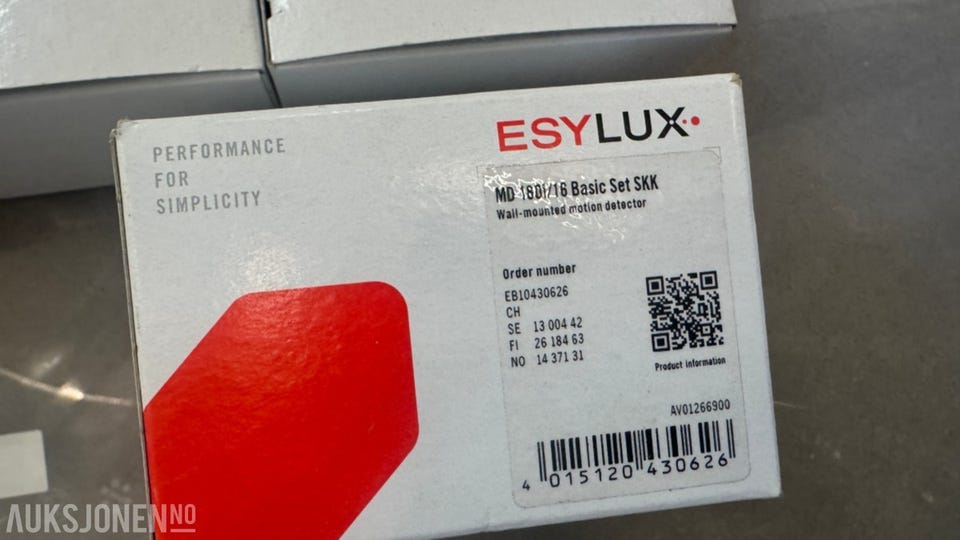 PERFORMANCE
FOR
SIMPLICITY
ESYLUX
MD 180i/16 Basic Set SKK
Wall-mounted motion detector
Order number
EB10430626
CH
SE 13 004 42
FI 26 184 63
NO 14 371 31
Product information
AV01266900
4 015120 430626
AUKSJONEN NO